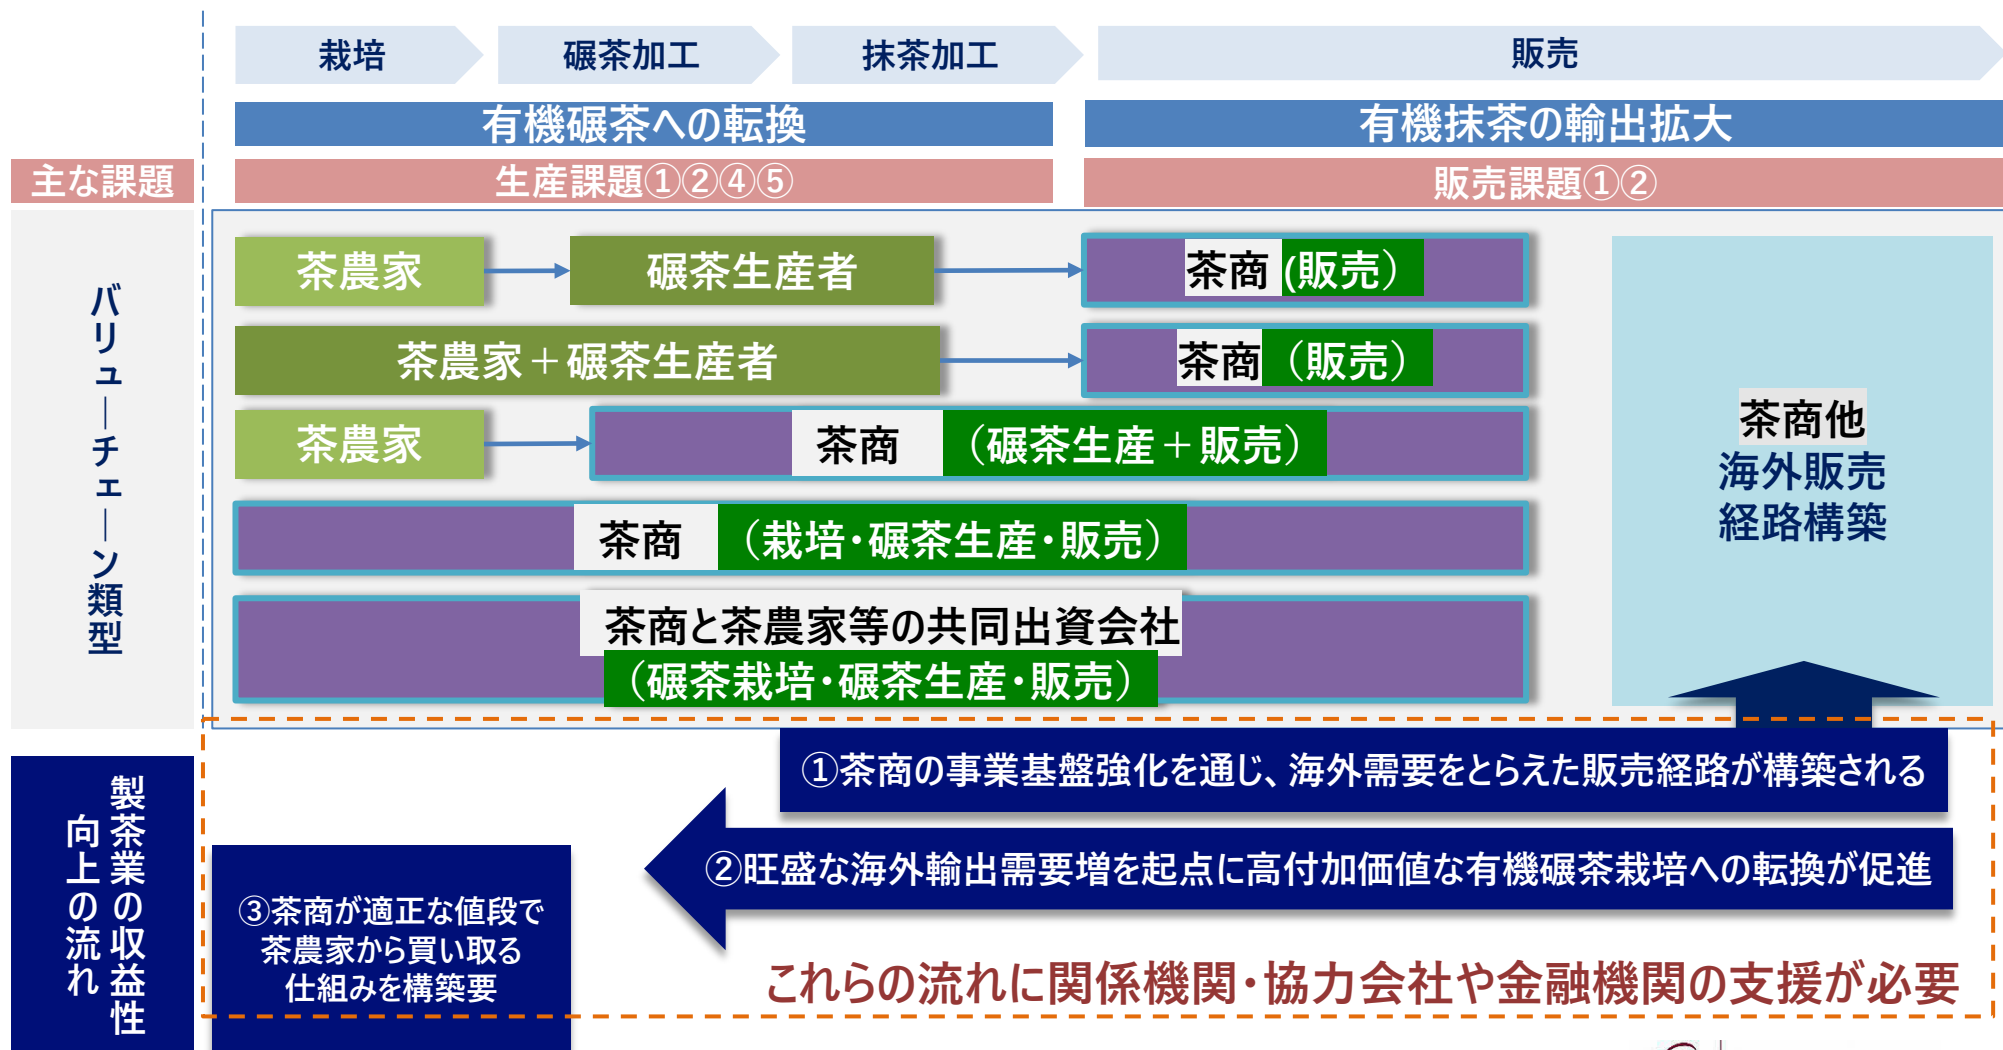 栽培
碾茶加工
抹茶加工
販売
有機碾茶への転換
有機抹茶の輸出拡大
主な課題
生産課題①②④⑤
販売課題①②
バリューチェーン類型
茶農家
碾茶生産者
茶商(販売）
茶農家＋碾茶生産者
茶商（販売）
茶農家
茶商（碾茶生産＋販売）
茶商（栽培・碾茶生産・販売）
茶商と茶農家等の共同出資会社
（碾茶栽培・碾茶生産・販売）
茶商他
海外販売
経路構築
製茶業の収益性
向上の流れ
①茶商の事業基盤強化を通じ、海外需要をとらえた販売経路が構築される
②旺盛な海外輸出需要増を起点に高付加価値な有機碾茶栽培への転換が促進
③茶商が適正な値段で
茶農家から買い取る
仕組みを構築要
これらの流れに関係機関・協力会社や金融機関の支援が必要